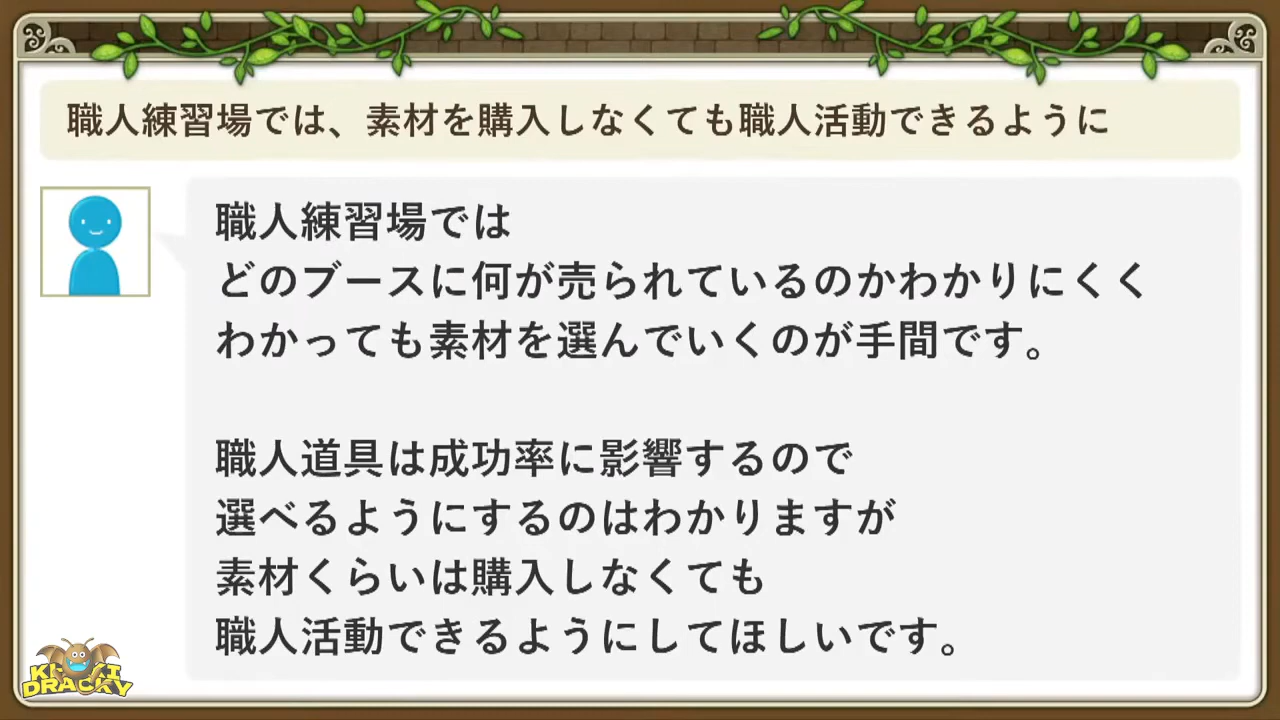 職人練習場では、素材を購入しなくても職人活動できるように
職人練習場では
どのブースに何が売られているのかわかりにくく
わかっても素材を選んでいくのが手間です。
職人道具は成功率に影響するので
選べるようにするのはわかりますが
素材くらいは購入しなくても
職人活動できるようにしてほしいです。
DRACKY